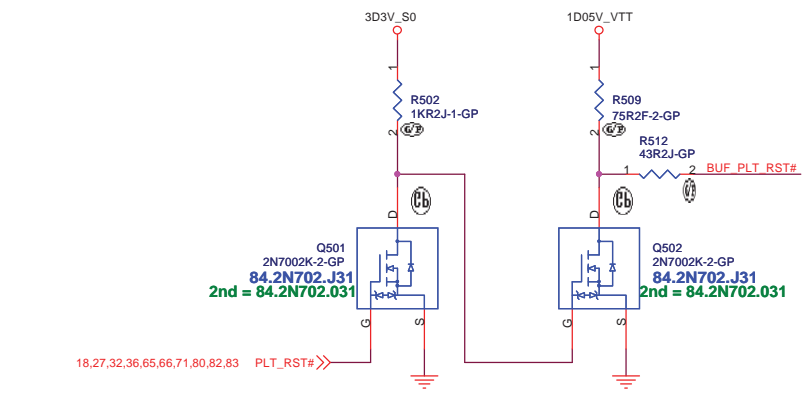 3D3V_S0
1D05V_VTT
1
R502
1KR2J-1-GP
2
G/P
1
R509
75R2F-2-GP
2
G/P
R512
43R2J-GP
1
2
BUF_PLT_RST#
D
D
Q501
2N7002K-2-GP
84.2N702.J31
2nd = 84.2N702.031
Q502
2N7002K-2-GP
84.2N702.J31
2nd = 84.2N702.031
G
S
G
S
18,27,32,36,65,66,71,80,82,83 PLT_RST#